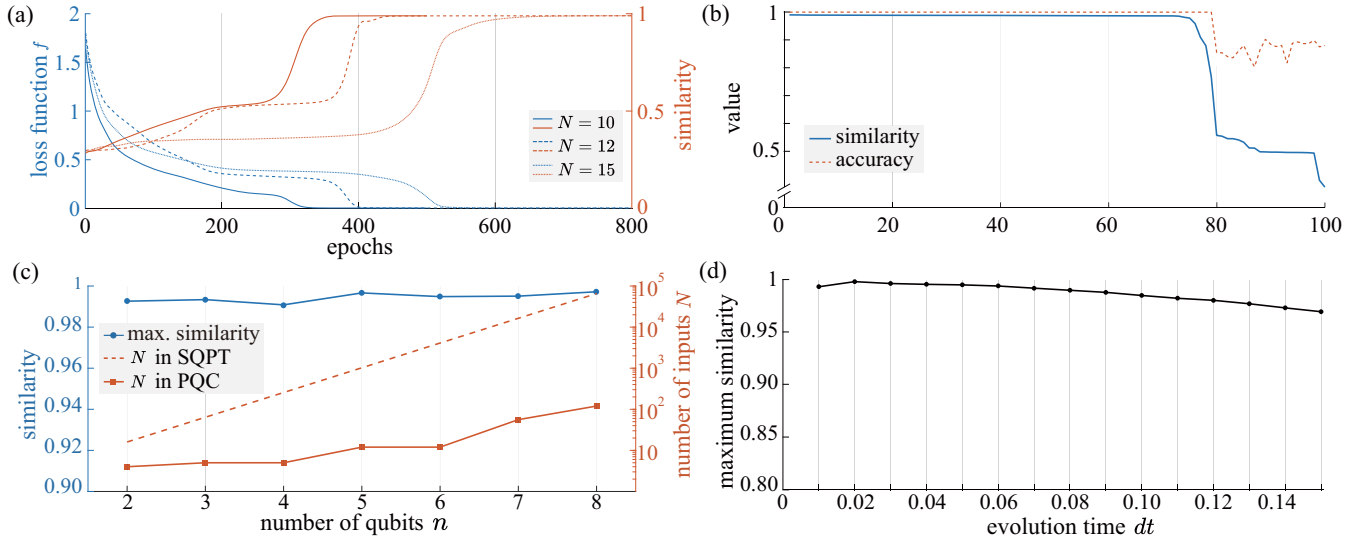 (a)
loss function f
2
1.5
1
0.5
0
1
0.5
0
similarity
N = 10
N = 12
N = 15
0 200 400 600 800
epochs
(b)
value
1
0.5
0
similarity
accuracy
0 20 40 60 80 100
(c)
similarity
1
0.98
0.96
0.94
0.92
0.90
max. similarity
N in SQPT
N in PQC
10^5
10^4
10^3
10^2
10
number of inputs N
2 3 4 5 6 7 8
number of qubits n
(d)
maximum similarity
1
0.95
0.90
0.85
0.80
0 0.02 0.04 0.06 0.08 0.10 0.12 0.14
evolution time dt